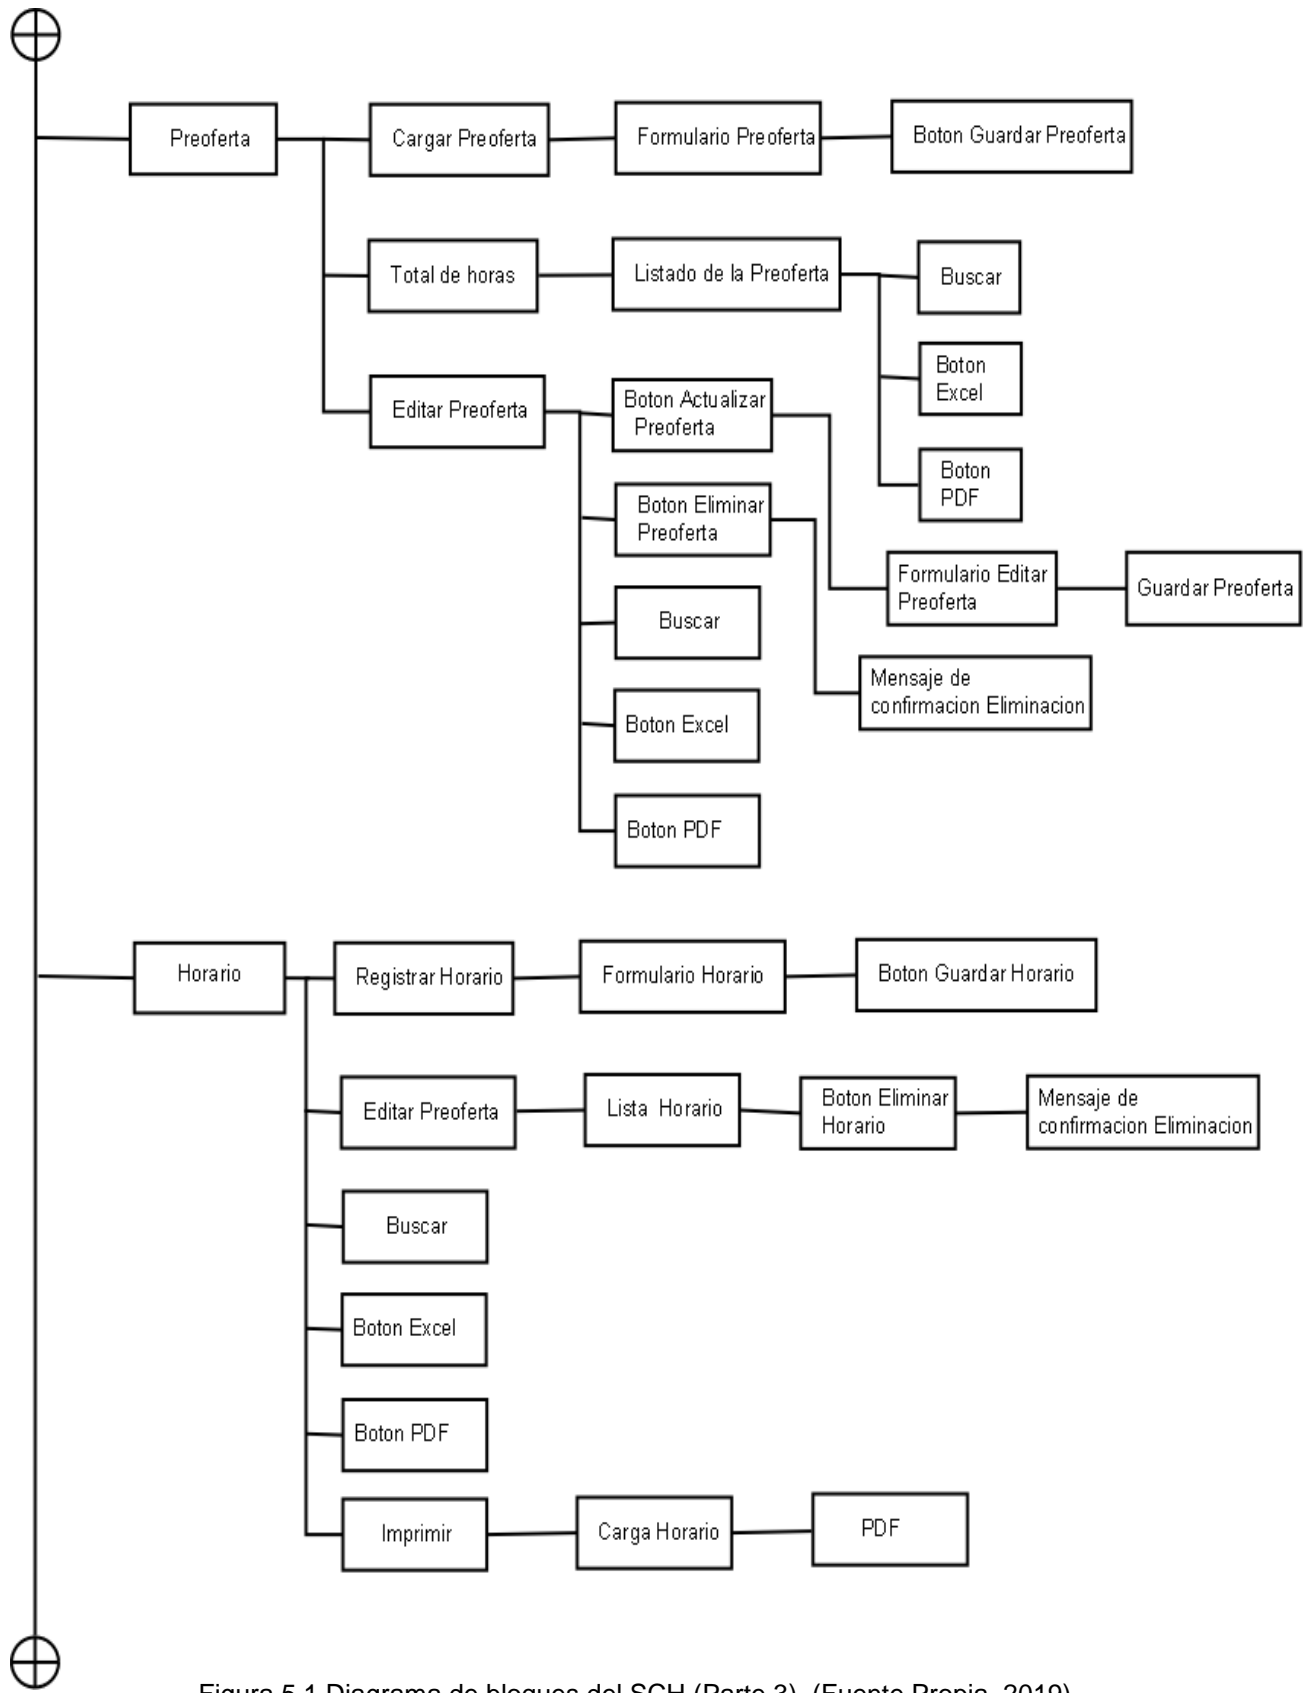 Preoferta
Cargar Preoferta
Formulario Preoferta
Boton Guardar Preoferta
Total de horas
Listado de la Preoferta
Buscar
Boton
Excel
Boton
PDF
Editar Preoferta
Boton Actualizar
Preoferta
Boton Eliminar
Preoferta
Buscar
Boton Excel
Boton PDF
Formulario Editar
Preoferta
Guardar Preoferta
Mensaje de
confirmacion Eliminacion
Horario
Registrar Horario
Formulario Horario
Boton Guardar Horario
Editar Preoferta
Lista Horario
Boton Eliminar
Horario
Mensaje de
confirmacion Eliminacion
Buscar
Boton Excel
Boton PDF
Imprimir
Carga Horario
PDF
Figura 5.1 Diagrama de bloques del SCH (Parte 3). (Fuente Propia, 2019)